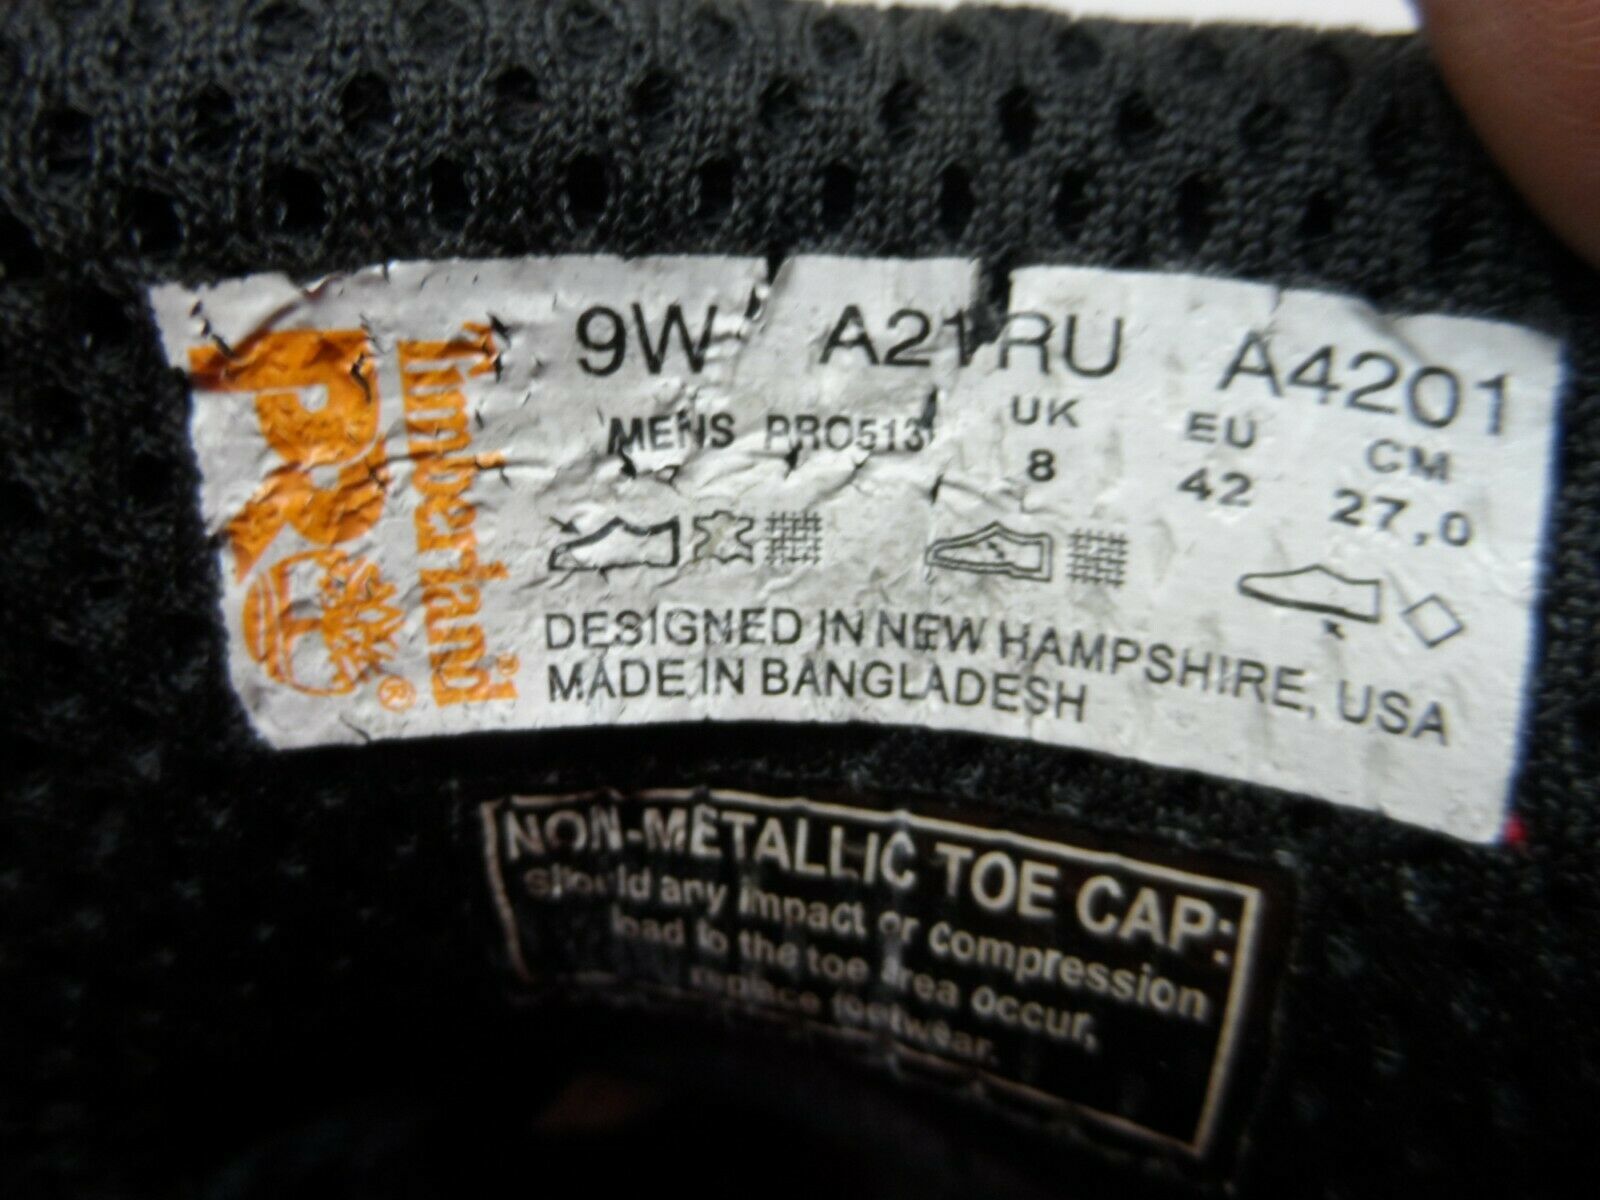 PRO
Timberland®
9W A21RU A4201
MENS PRO513 UK EU CM
8 42 27,0
DESIGNED IN NEW HAMPSHIRE, USA
MADE IN BANGLADESH
NON-METALLIC TOE CAP:
should any impact or compression
load to the toe area occur,
replace footwear.